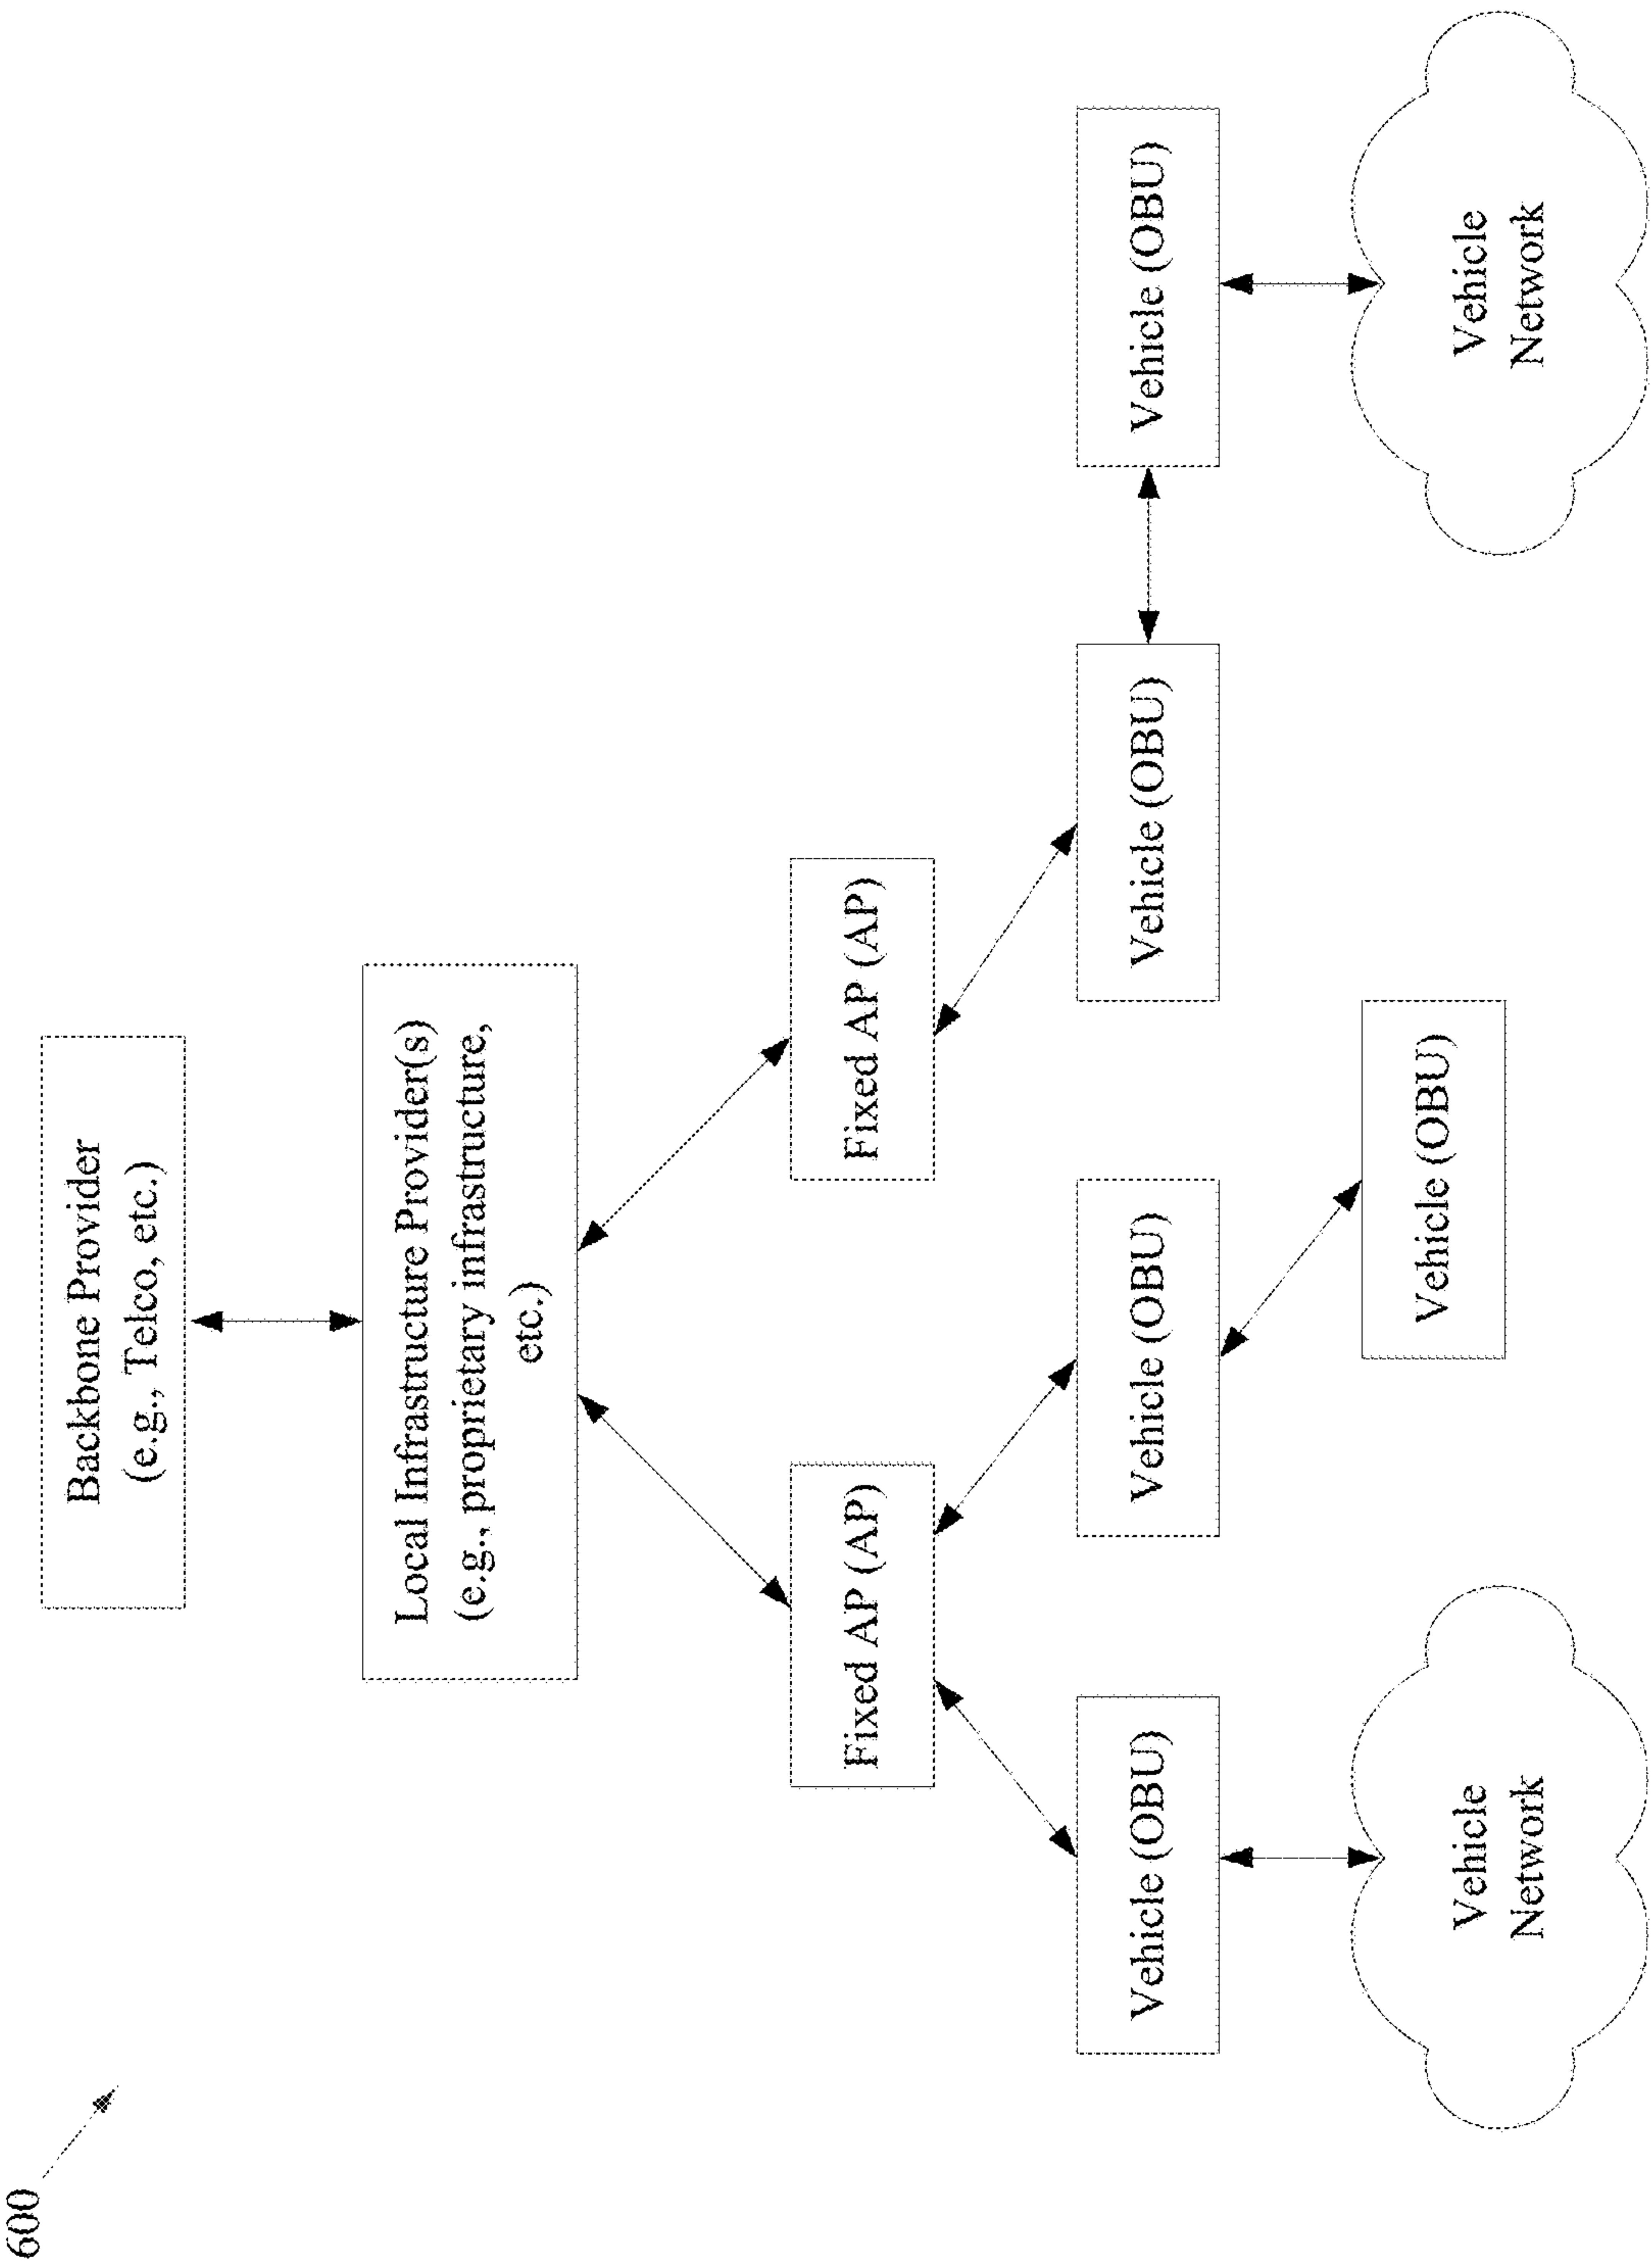 600
Backbone Provider
(e.g., Telco, etc.)
Local Infrastructure Provider(s)
(e.g., proprietary infrastructure,
etc.)
Fixed AP (AP)
Fixed AP (AP)
Vehicle (OBU)
Vehicle (OBU)
Vehicle (OBU)
Vehicle (OBU)
Vehicle
Network
Vehicle (OBU)
Vehicle
Network